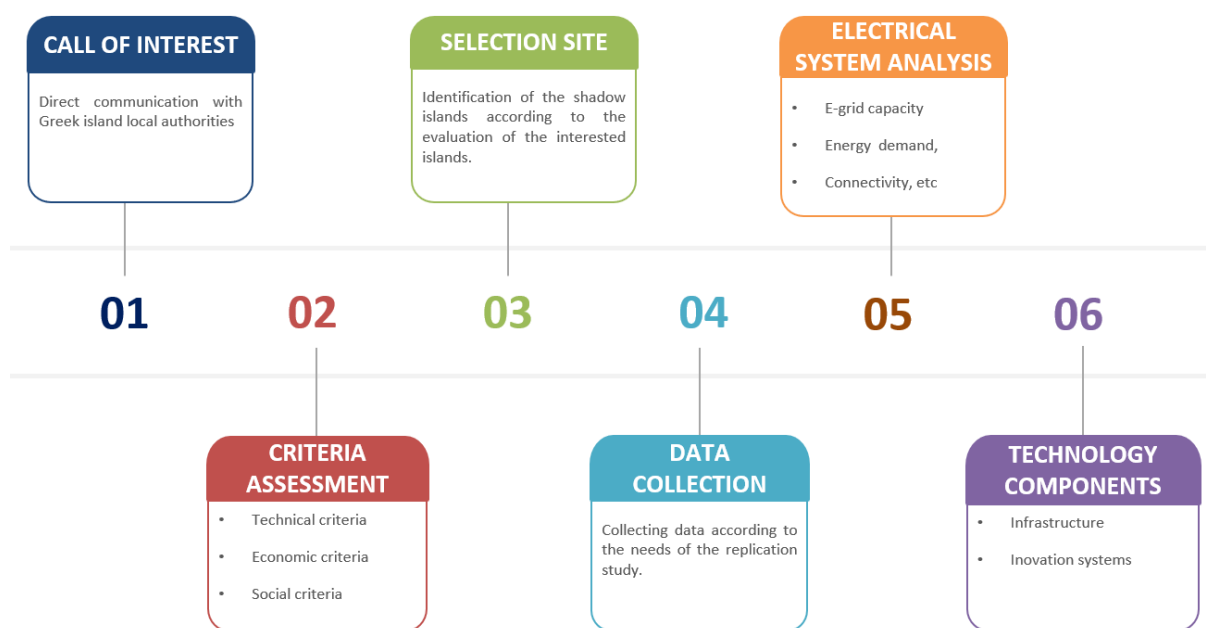 CALL OF INTEREST
Direct communication with
Greek island local authorities
SELECTION SITE
Identification of the shadow
islands according to the
evaluation of the interested
islands.
ELECTRICAL
SYSTEM ANALYSIS
• E-grid capacity
• Energy demand,
• Connectivity, etc
01
02
03
04
05
06
CRITERIA
ASSESSMENT
• Technical criteria
• Economic criteria
• Social criteria
DATA
COLLECTION
Collecting data according to
the needs of the replication
study.
TECHNOLOGY
COMPONENTS
• Infrastructure
• Inovation systems